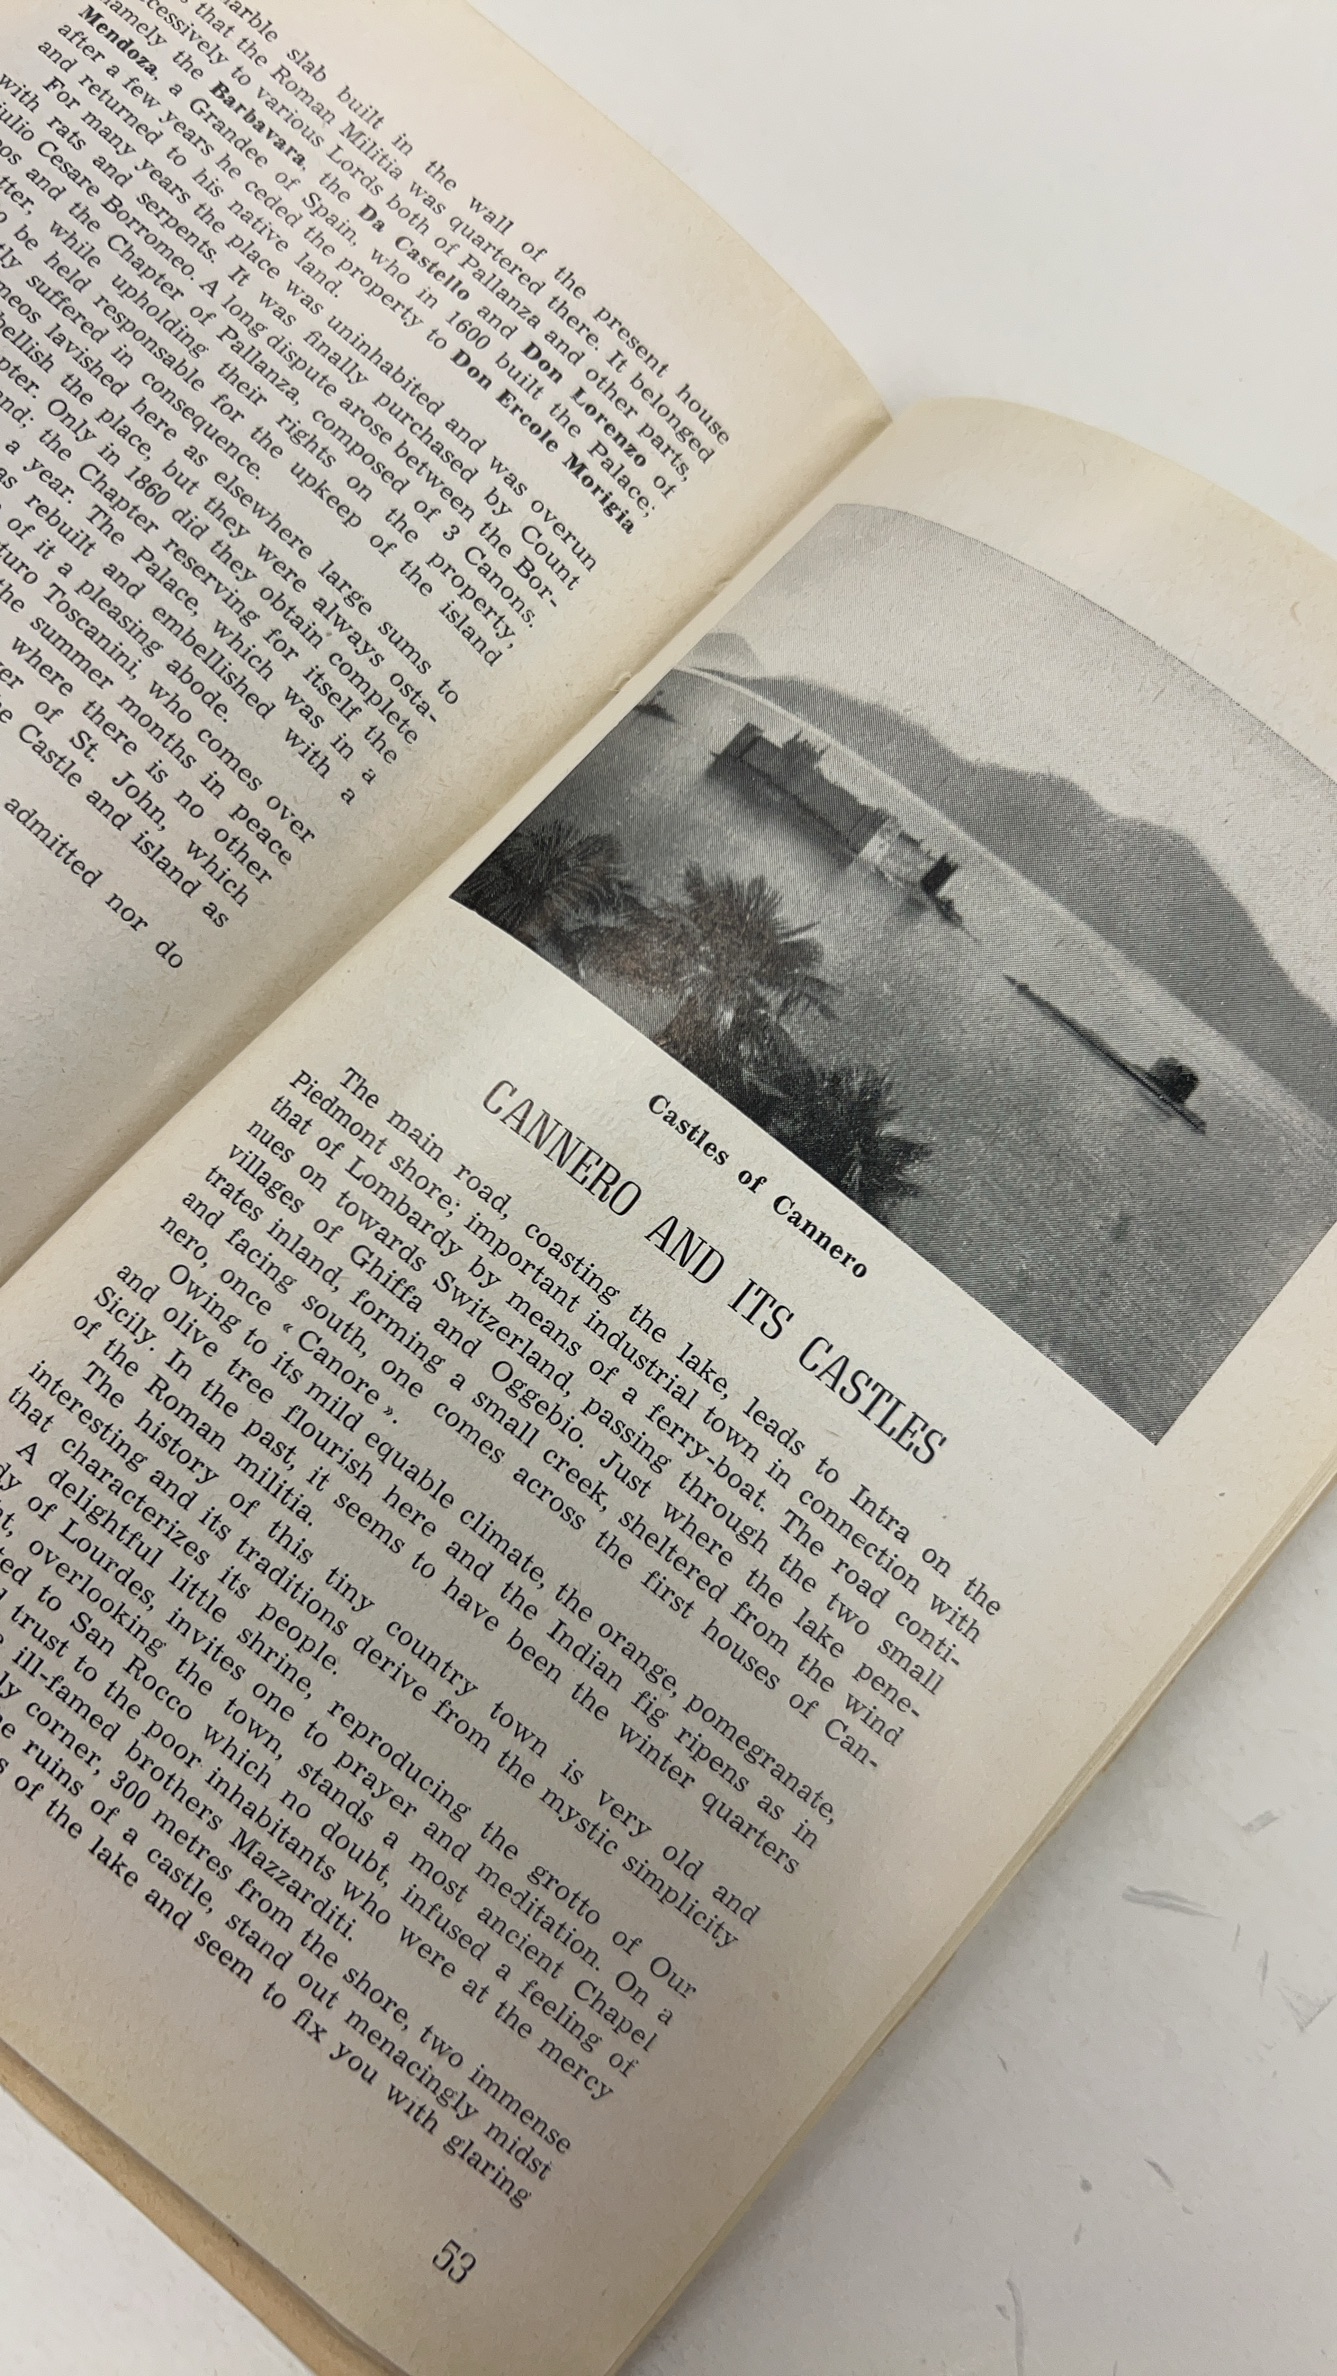 marble slab built in the wall of the present house
that the Roman Militia was quartered there. It belonged
cessively to various Lords both of Pallanza and other parts,
namely the Barbavara, the Da Castello and Don Lorenzo of
Mendoza, a Grandee of Spain, who in 1600 built the Palace;
after a few years he ceded the property to Don Ercole Morigia
and returned to his native land.
For many years the place was uninhabited and was overun
with rats and serpents. It was finally purchased by Count
Cesare Borromeo. A long dispute arose between the Bor-
and the Chapter of Pallanza, composed of 3 Canons.
while upholding their rights on the property,
be held responsable for the upkeep of the island
suffered in consequence.
lavished here as elsewhere large sums to
the place, but they were always osta-
Only in 1860 did they obtain complete
the Chapter reserving for itself the
a year. The Palace, which was in a
rebuilt and embellished with a
of it a pleasing abode.
Toscanini, who comes over
the summer months in peace
where there is no other
of St. John, which
Castle and island as
admitted nor do
Castles of Cannero
CANNERO AND ITS CASTLES
The main road, coasting the lake, leads to Intra on the
Piedmont shore; important industrial town in connection with
that of Lombardy by means of a ferry-boat. The road conti-
nues on towards Switzerland, passing through the two small
villages of Ghiffa and Oggebio. Just where the lake pene-
trates inland, forming a small creek, sheltered from the wind
and facing south, one comes across the first houses of Can-
nero, once « Canore ».
Owing to its mild equable climate, the orange, pomegranate,
and olive tree flourish here and the Indian fig ripens as in
Sicily. In the past, it seems to have been the winter quarters
of the Roman militia.
The history of this tiny country town is very old and
interesting and its traditions derive from the mystic simplicity
that characterizes its people.
A delightful little shrine, reproducing the grotto of Our
of Lourdes, invites one to prayer and meditation. On a
overlooking the town, stands a most ancient Chapel
to San Rocco which no doubt, infused a feeling of
trust to the poor inhabitants who were at the mercy
ill-famed brothers Mazzarditi.
corner, 300 metres from the shore, two immense
ruins of a castle, stand out menacingly midst
of the lake and seem to fix you with glaring
53